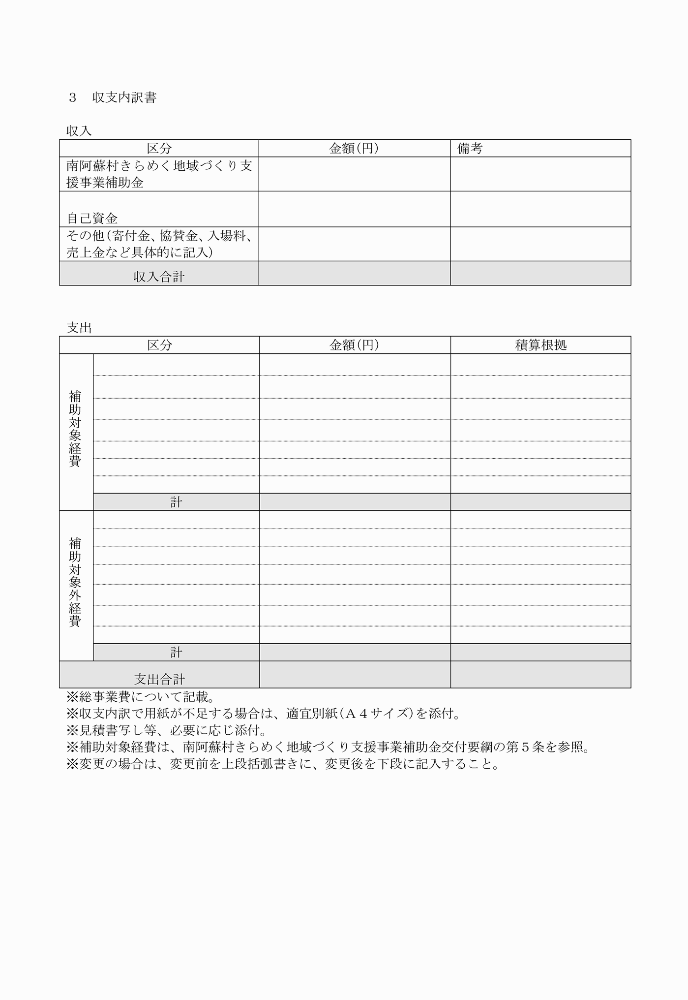 ３　収支内訳書
収入
区分　金額（円）　備考
南阿蘇村きらめく地域づくり支
援事業補助金
自己資金
その他（寄付金、協賛金、入場料、
売上金など具体的に記入）
収入合計
支出
区分　金額（円）　積算根拠
補助対象経費
計
補助対象外経費
計
支出合計
※総事業費について記載。
※収支内訳で用紙が不足する場合は、適宜別紙（Ａ４サイズ）を添付。
※見積書写し等、必要に応じ添付。
※補助対象経費は、南阿蘇村きらめく地域づくり支援事業補助金交付要綱の第５条を参照。
※変更の場合は、変更前を上段括弧書きに、変更後を下段に記入すること。